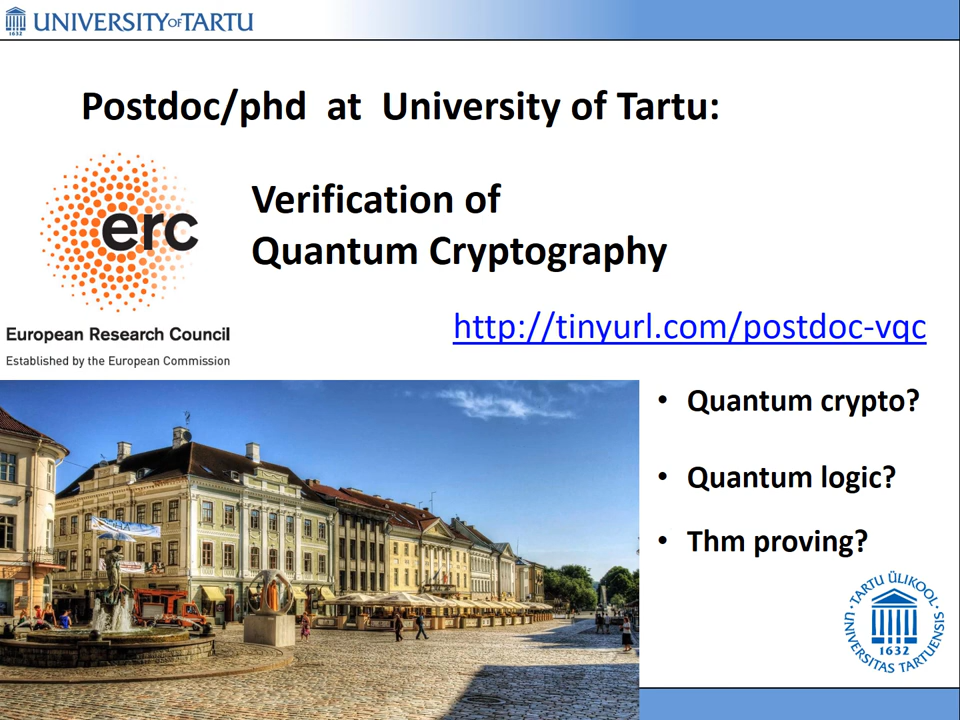 UNIVERSITY OF TARTU
1632
Postdoc/phd at University of Tartu:
erc
Verification of
Quantum Cryptography
http://tinyurl.com/postdoc-vqc
European Research Council
Established by the European Commission
• Quantum crypto?
• Quantum logic?
• Thm proving?
TARTU ÜLIKOOL
1632
UNIVERSITAS TARTUENSIS